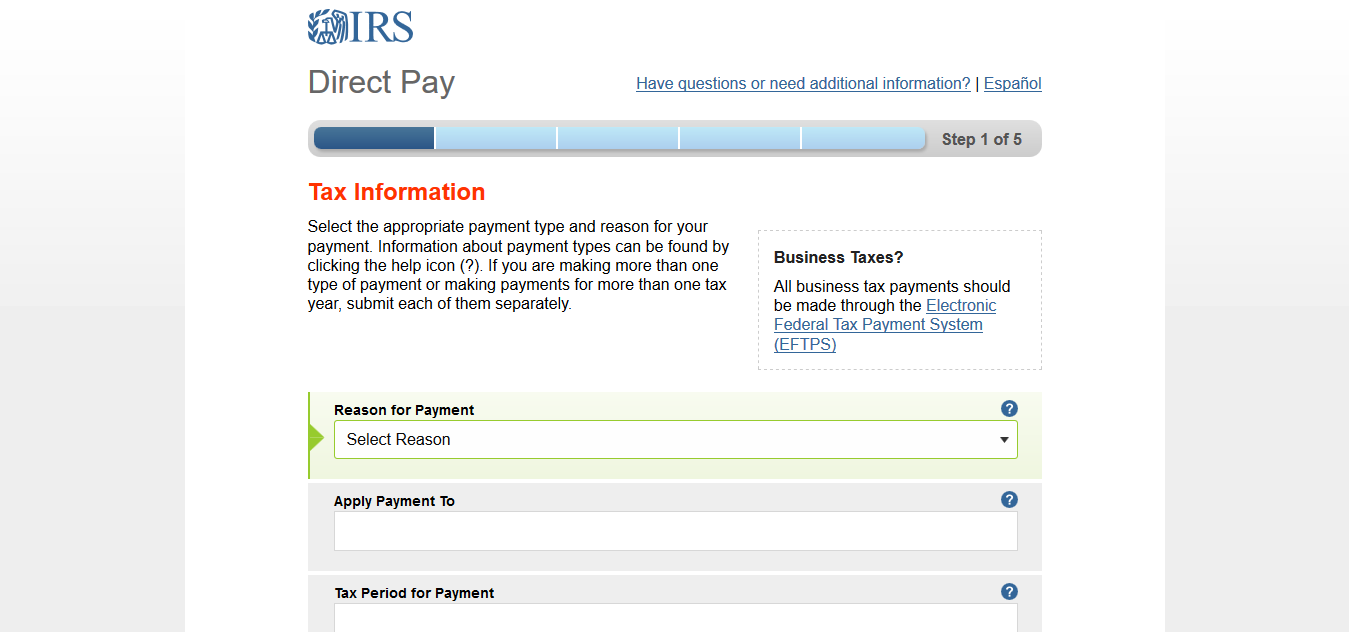 IRS
Direct Pay
Have questions or need additional information? | Español
Step 1 of 5
Tax Information
Select the appropriate payment type and reason for your
payment. Information about payment types can be found by
clicking the help icon (?). If you are making more than one
type of payment or making payments for more than one tax
year, submit each of them separately.
Business Taxes?
All business tax payments should
be made through the Electronic
Federal Tax Payment System
(EFTPS)
Reason for Payment ?
Select Reason
Apply Payment To ?
Tax Period for Payment ?